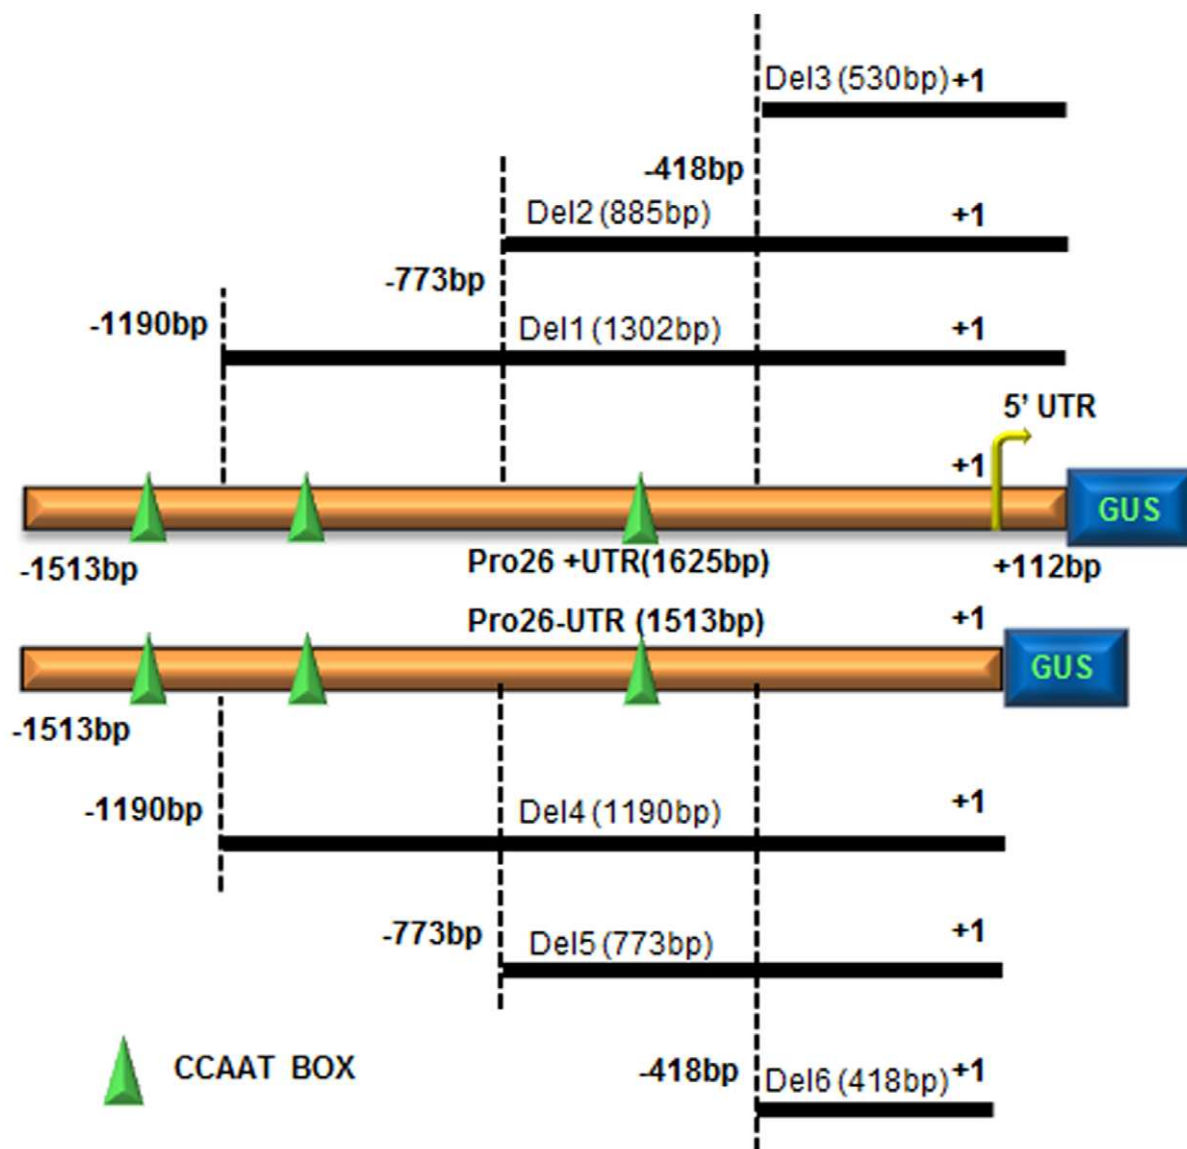 Del3 (530bp) +1
-418bp
Del2 (885bp) +1
-773bp
-1190bp
Del1 (1302bp) +1
5' UTR
+1
GUS
-1513bp
Pro26 +UTR(1625bp)
+112bp
Pro26-UTR (1513bp)
+1
GUS
-1513bp
-1190bp
Del4 (1190bp) +1
-773bp
Del5 (773bp) +1
CCAAT BOX
-418bp
Del6 (418bp) +1